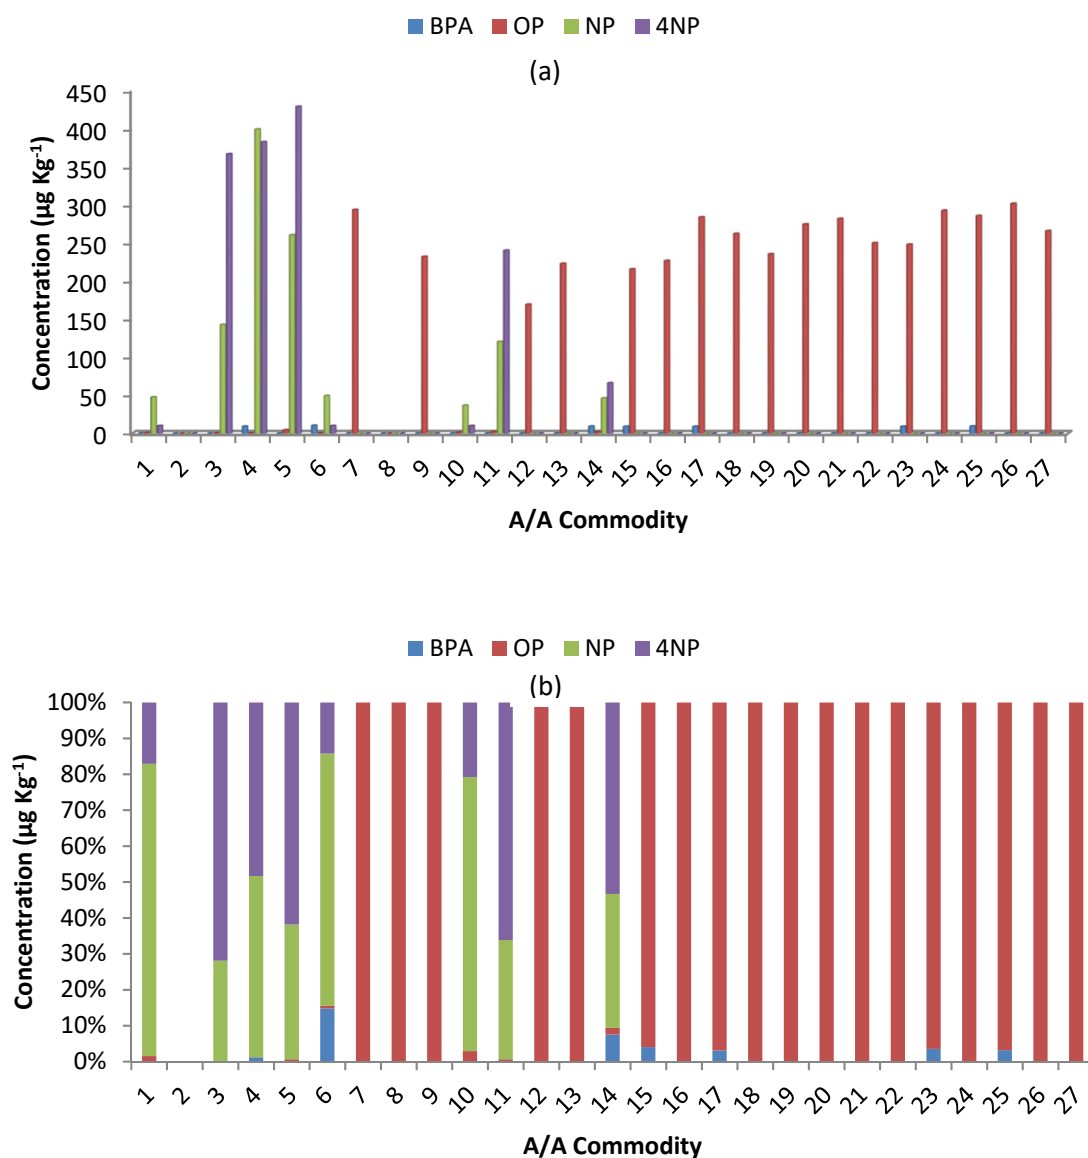 BPA OP NP 4NP
(a)
450
400
350
300
250
200
150
100
50
0
Concentration (µg Kg⁻¹)
1 2 3 4 5 6 7 8 9 10 11 12 13 14 15 16 17 18 19 20 21 22 23 24 25 26 27
A/A Commodity
BPA OP NP 4NP
(b)
100%
90%
80%
70%
60%
50%
40%
30%
20%
10%
0%
Concentration (µg Kg⁻¹)
1 2 3 4 5 6 7 8 9 10 11 12 13 14 15 16 17 18 19 20 21 22 23 24 25 26 27
A/A Commodity